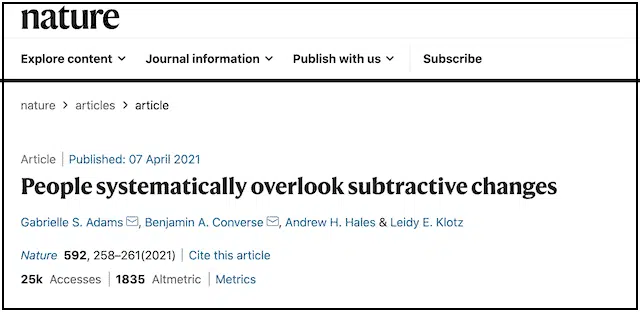 nature
Explore content Journal information Publish with us Subscribe
nature > articles > article
Article | Published: 07 April 2021
People systematically overlook subtractive changes
Gabrielle S. Adams, Benjamin A. Converse, Andrew H. Hales & Leidy E. Klotz
Nature 592, 258–261(2021) | Cite this article
25k Accesses | 1835 Altmetric | Metrics